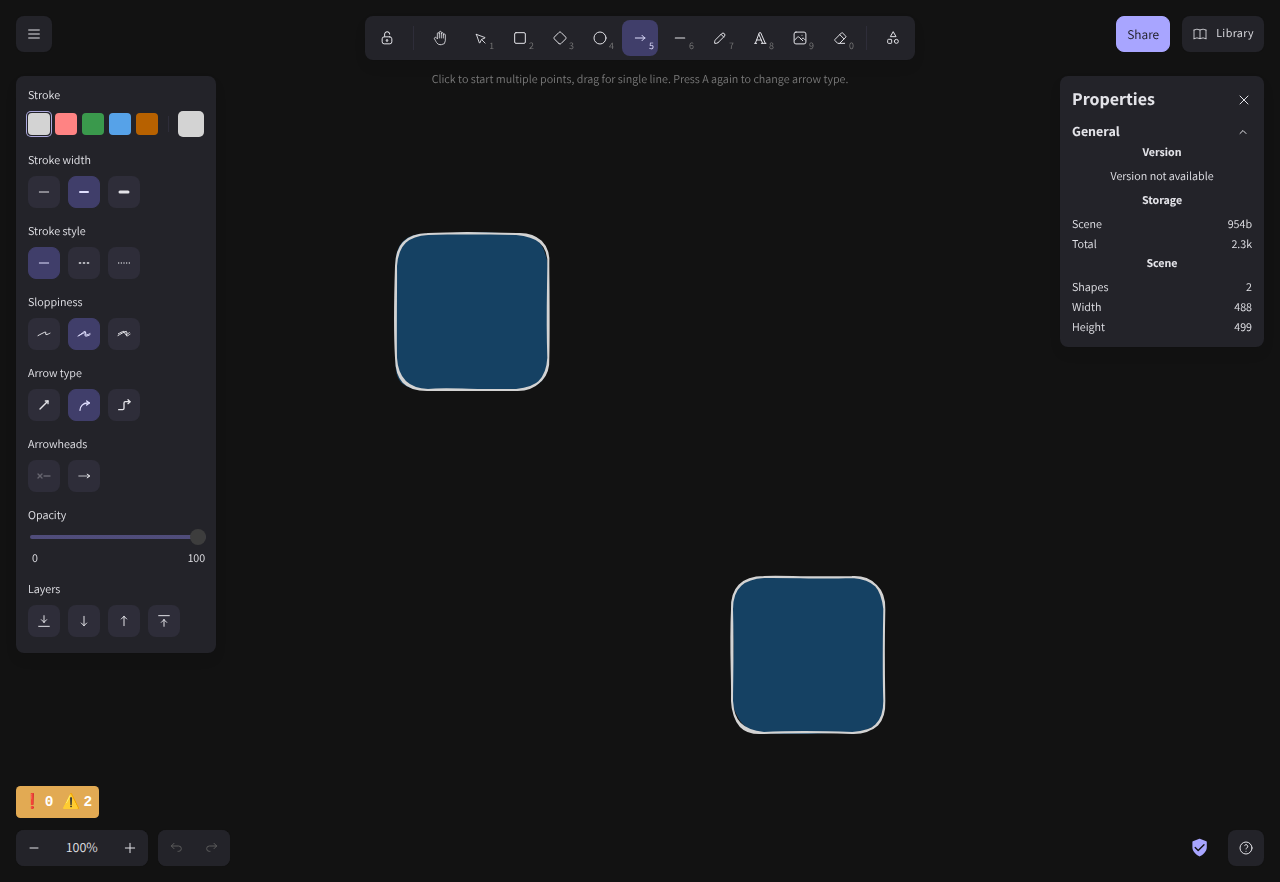 1
2
3
4
5
6
7
8
9
0
Share
Library
Click to start multiple points, drag for single line. Press A again to change arrow type.
Stroke
Stroke width
Stroke style
Sloppiness
Arrow type
Arrowheads
Opacity
0 100
Layers
Properties
General
Version
Version not available
Storage
Scene 954b
Total 2.3k
Scene
Shapes 2
Width 488
Height 499
❗ 0 ⚠️ 2
100%